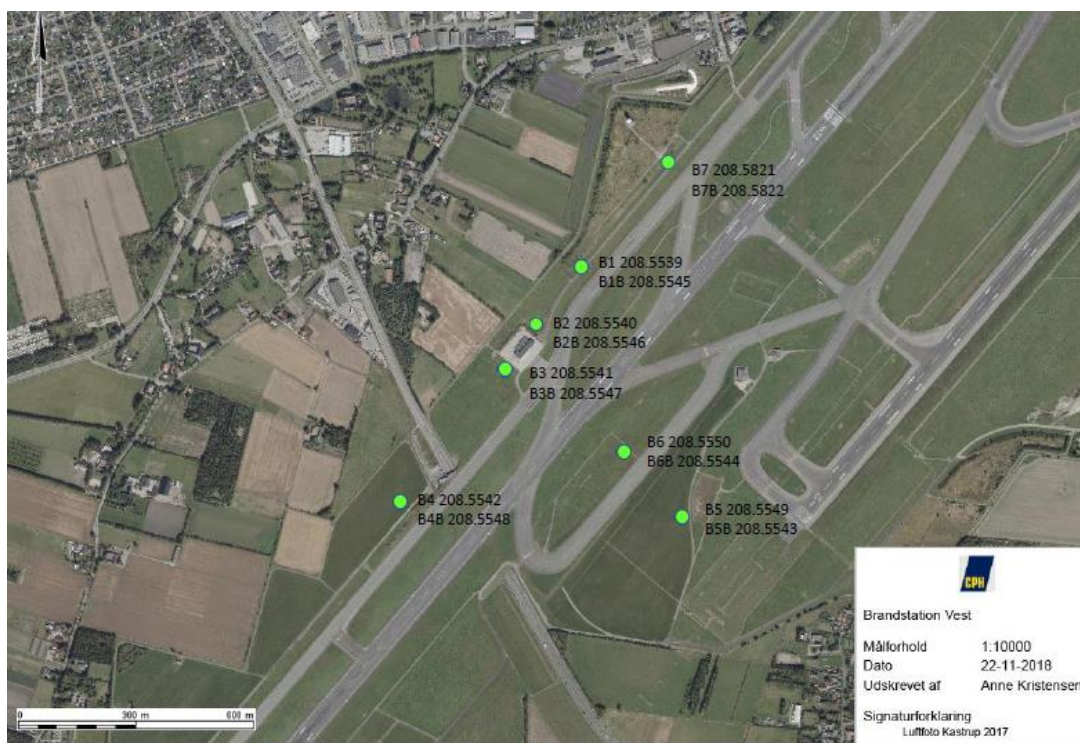 B7 208.5821
B7B 208.5822
B1 208.5539
B1B 208.5545
B2 208.5540
B2B 208.5546
B3 208.5541
B3B 208.5547
B6 208.5550
B6B 208.5544
B4 208.5542
B4B 208.5548
B5 208.5549
B5B 208.5543
CPH
Brandstation Vest
Målforhold 1:10000
Dato 22-11-2018
Udskrevet af Anne Kristensen
Signaturforklaring
Luftfoto Kastrup 2017
0 300 m 600 m